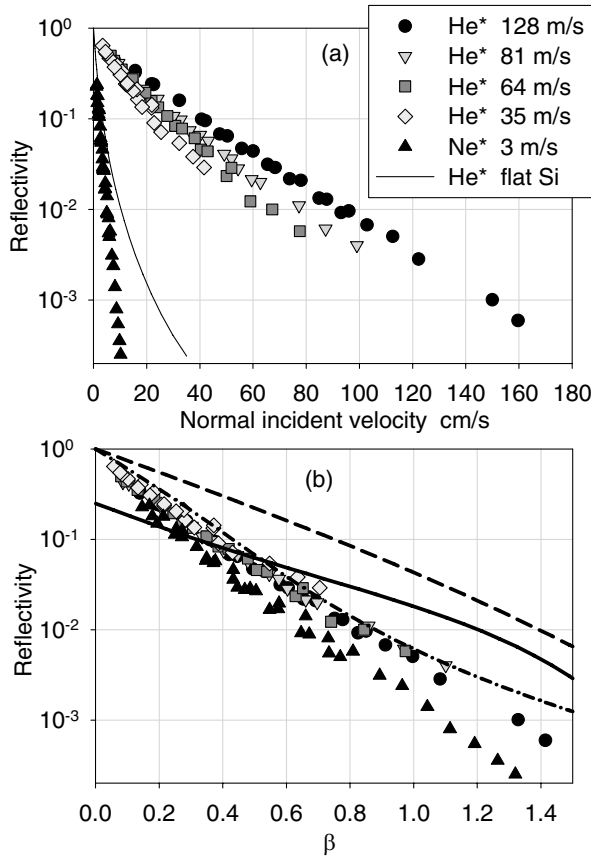 (a)
He* 128 m/s
He* 81 m/s
He* 64 m/s
He* 35 m/s
Ne* 3 m/s
He* flat Si
Reflectivity
10⁰
10⁻¹
10⁻²
10⁻³
0 20 40 60 80 100 120 140 160 180
Normal incident velocity cm/s
(b)
Reflectivity
10⁰
10⁻¹
10⁻²
10⁻³
0.0 0.2 0.4 0.6 0.8 1.0 1.2 1.4
β